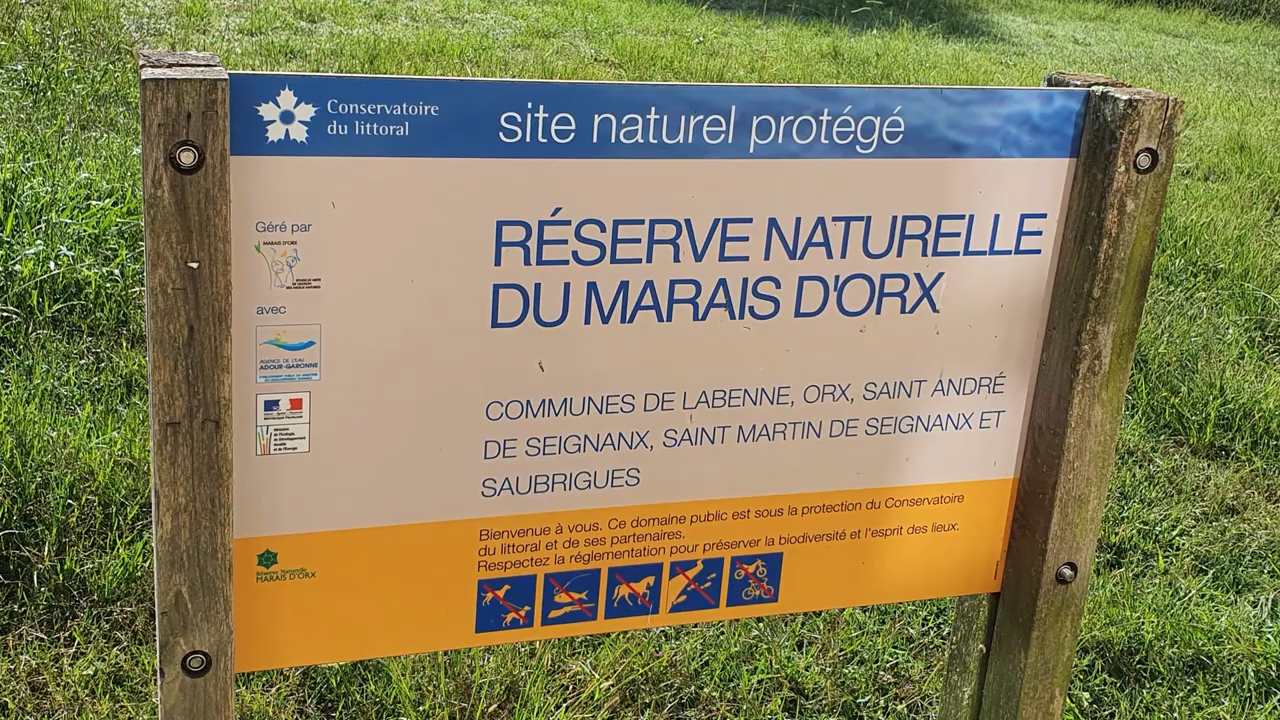 Conservatoire
du littoral
site naturel protégé
Géré par
MARAIS D'ORX
avec
AGENCE DE L'EAU
ADOUR-GARONNE
RÉSERVE NATURELLE
DU MARAIS D'ORX
COMMUNES DE LABENNE, ORX, SAINT ANDRÉ
DE SEIGNANX, SAINT MARTIN DE SEIGNANX ET
SAUBRIGUES
Bienvenue à vous. Ce domaine public est sous la protection du Conservatoire
du littoral et de ses partenaires.
Respectez la réglementation pour préserver la biodiversité et l'esprit des lieux.
Réserve Naturelle
MARAIS D'ORX